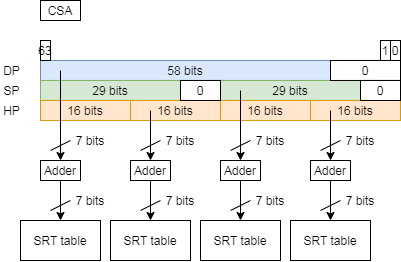 CSA
63 1 0
DP 58 bits 0
SP 29 bits 0 29 bits 0
HP 16 bits 16 bits 16 bits 16 bits
7 bits 7 bits 7 bits 7 bits
Adder Adder Adder Adder
7 bits 7 bits 7 bits 7 bits
SRT table SRT table SRT table SRT table